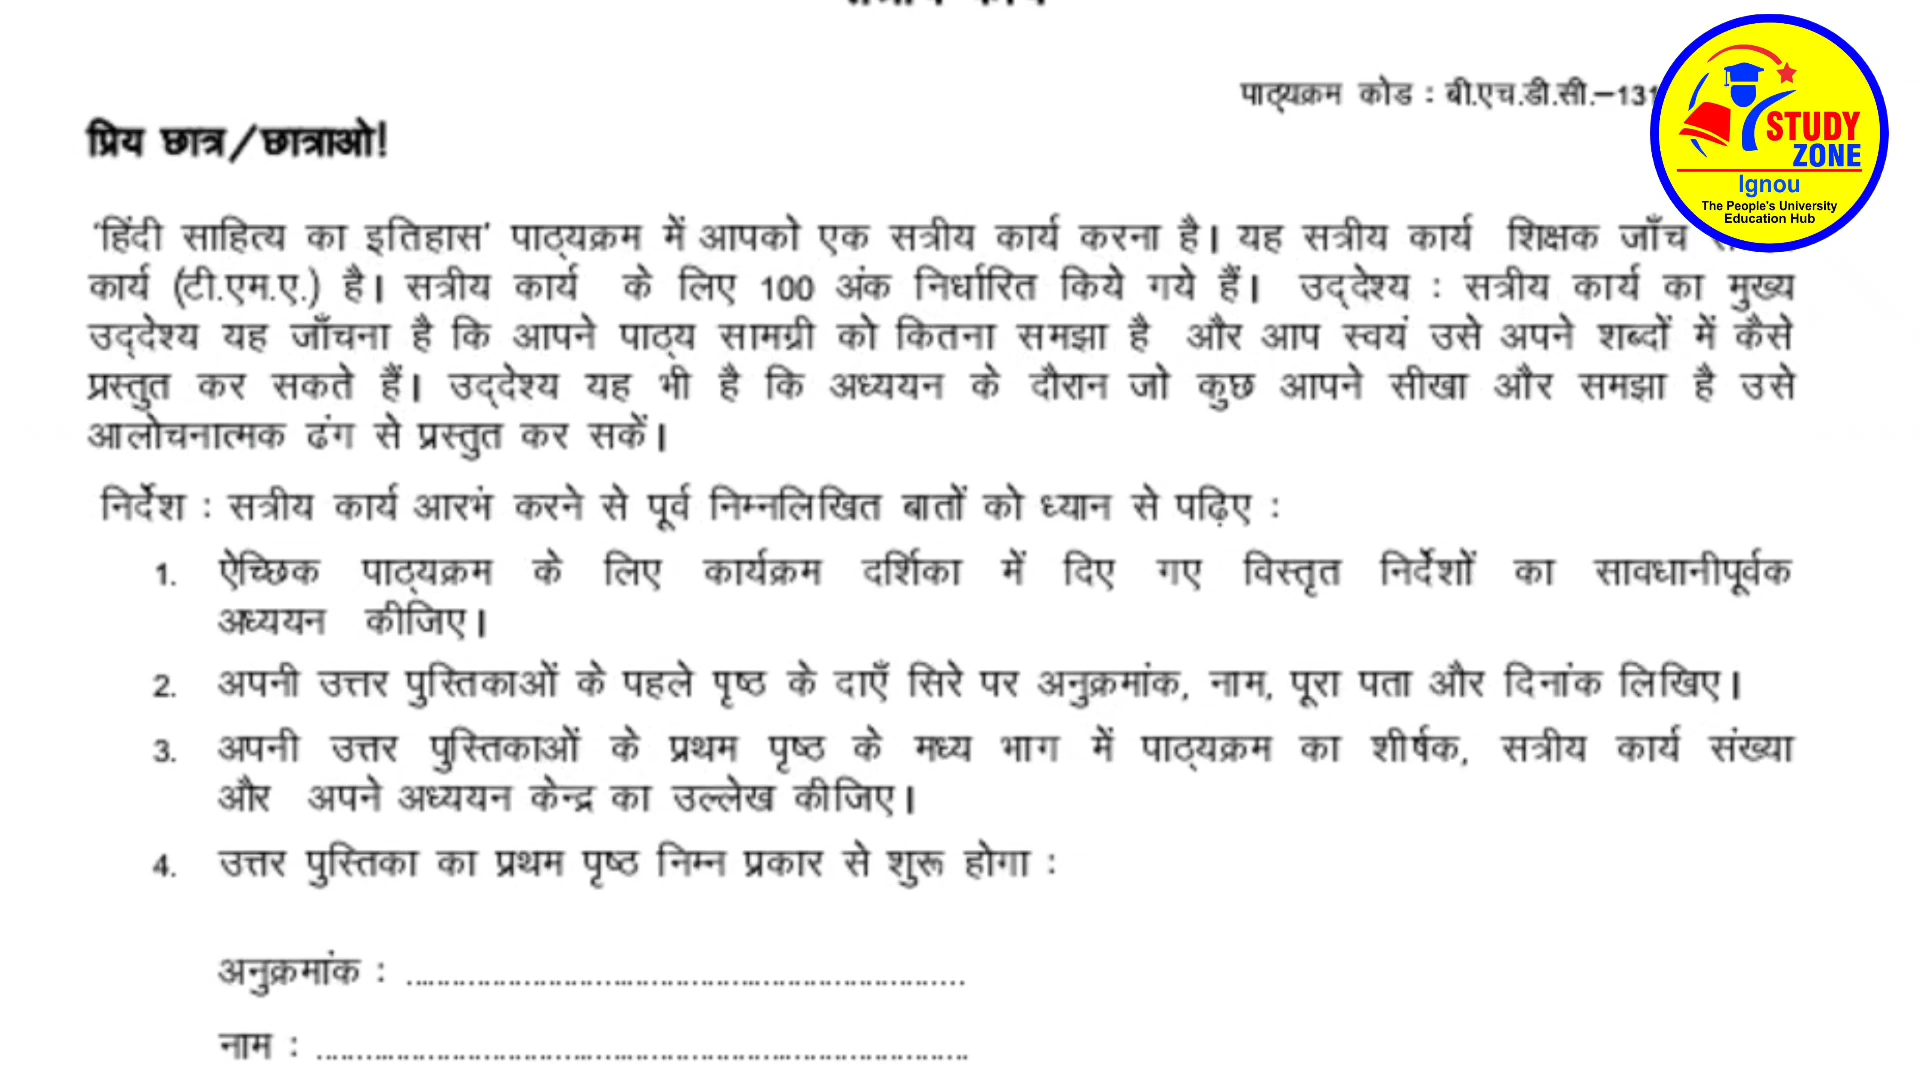 पाठ्यक्रम कोड : बी.एच.डी.सी.–131
STUDY
ZONE
Ignou
The People's University
Education Hub
प्रिय छात्र/छात्राओ!
'हिंदी साहित्य का इतिहास' पाठ्यक्रम में आपको एक सत्रीय कार्य करना है। यह सत्रीय कार्य शिक्षक जाँच
कार्य (टी.एम.ए.) है। सत्रीय कार्य के लिए 100 अंक निर्धारित किये गये हैं। उद्देश्य : सत्रीय कार्य का मुख्य
उद्देश्य यह जाँचना है कि आपने पाठ्य सामग्री को कितना समझा है और आप स्वयं उसे अपने शब्दों में कैसे
प्रस्तुत कर सकते हैं। उद्देश्य यह भी है कि अध्ययन के दौरान जो कुछ आपने सीखा और समझा है उसे
आलोचनात्मक ढंग से प्रस्तुत कर सकें।
निर्देश : सत्रीय कार्य आरभं करने से पूर्व निम्नलिखित बातों को ध्यान से पढ़िए :
1. ऐच्छिक पाठ्यक्रम के लिए कार्यक्रम दर्शिका में दिए गए विस्तृत निर्देशों का सावधानीपूर्वक
अध्ययन कीजिए।
2. अपनी उत्तर पुस्तिकाओं के पहले पृष्ठ के दाएँ सिरे पर अनुक्रमांक, नाम, पूरा पता और दिनांक लिखिए।
3. अपनी उत्तर पुस्तिकाओं के प्रथम पृष्ठ के मध्य भाग में पाठ्यक्रम का शीर्षक, सत्रीय कार्य संख्या
और अपने अध्ययन केन्द्र का उल्लेख कीजिए।
4. उत्तर पुस्तिका का प्रथम पृष्ठ निम्न प्रकार से शुरू होगा :
अनुक्रमांक : ........................................................
नाम : ........................................................